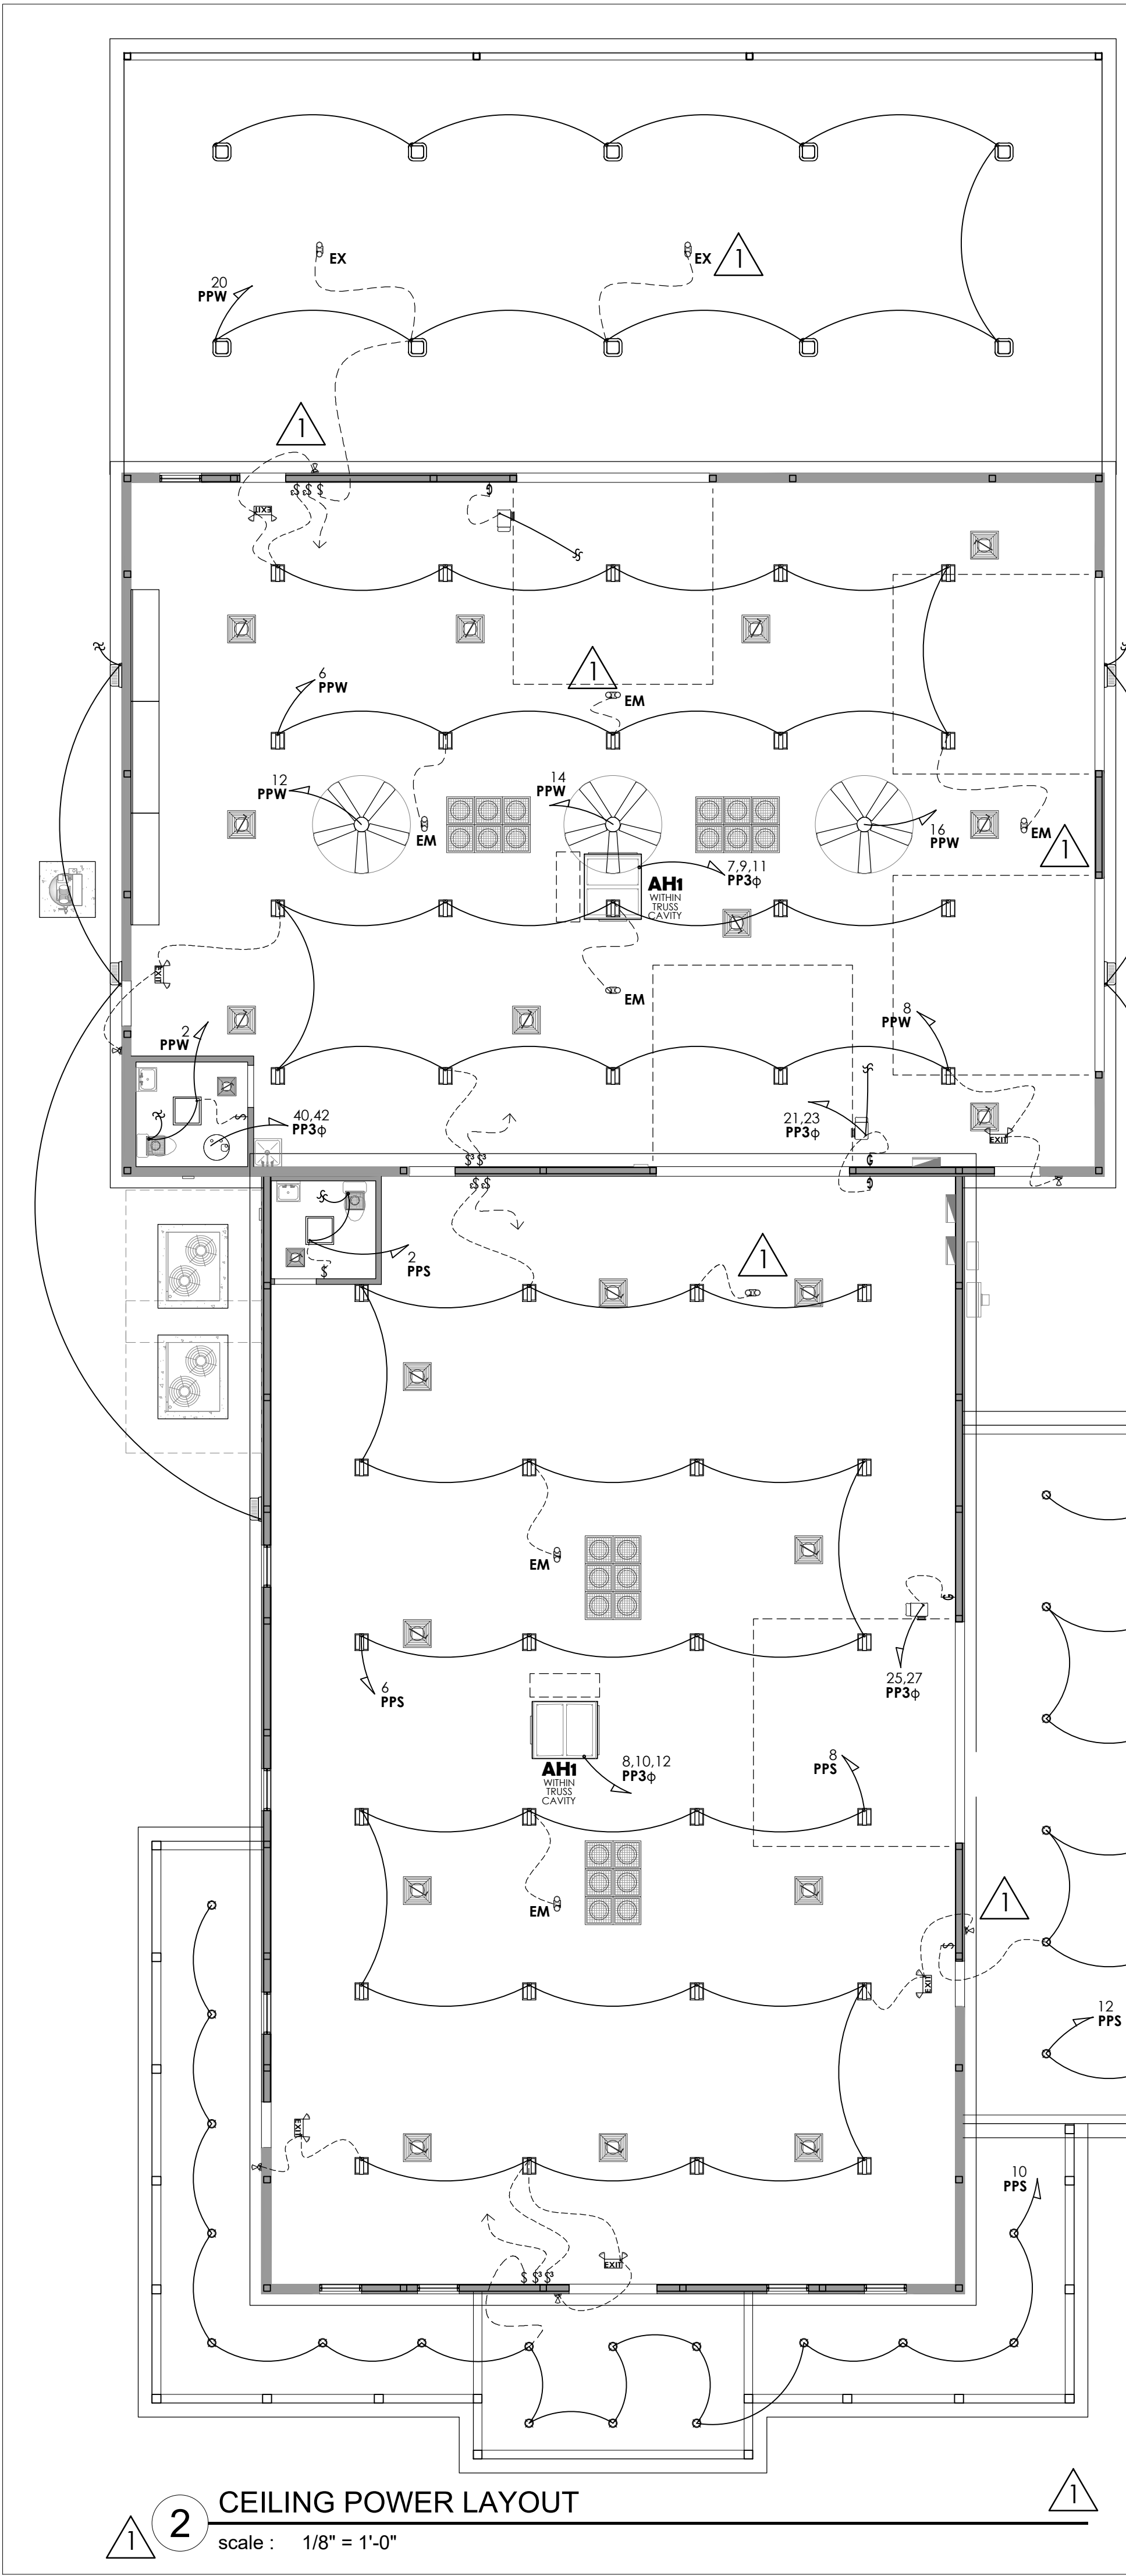 EX
EX
1
20
PPW
1
$ $ $
EXIT
1
6
PPW
EM
12
PPW
14
PPW
16
PPW
EM
EM
1
7,9,11
PP3ϕ
AH1
WITHIN
TRUSS
CAVITY
EXIT
EM
8
PPW
2
PPW
40,42
PP3ϕ
$
21,23
PP3ϕ
EXIT
$³ $³
$ $
2
PPS
$
1
EM
25,27
PP3ϕ
6
PPS
8,10,12
PP3ϕ
8
PPS
AH1
WITHIN
TRUSS
CAVITY
EM
1
$
EXIT
12
PPS
EXIT
10
PPS
EXIT
$ $³ $³
CEILING POWER LAYOUT
2
1
1
scale : 1/8" = 1'-0"